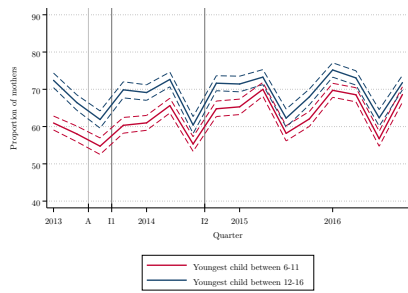 90
80
70
60
50
40
Proportion of mothers
2013 A I1 2014 I2 2015 2016
Quarter
Youngest child between 6-11
Youngest child between 12-16